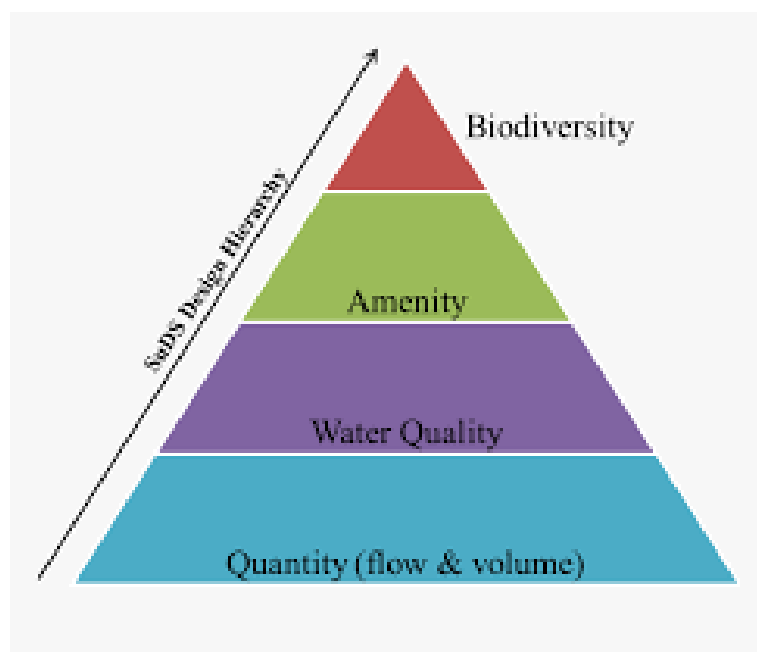 Biodiversity
SuDS Design Hierarchy
Amenity
Water Quality
Quantity (flow & volume)